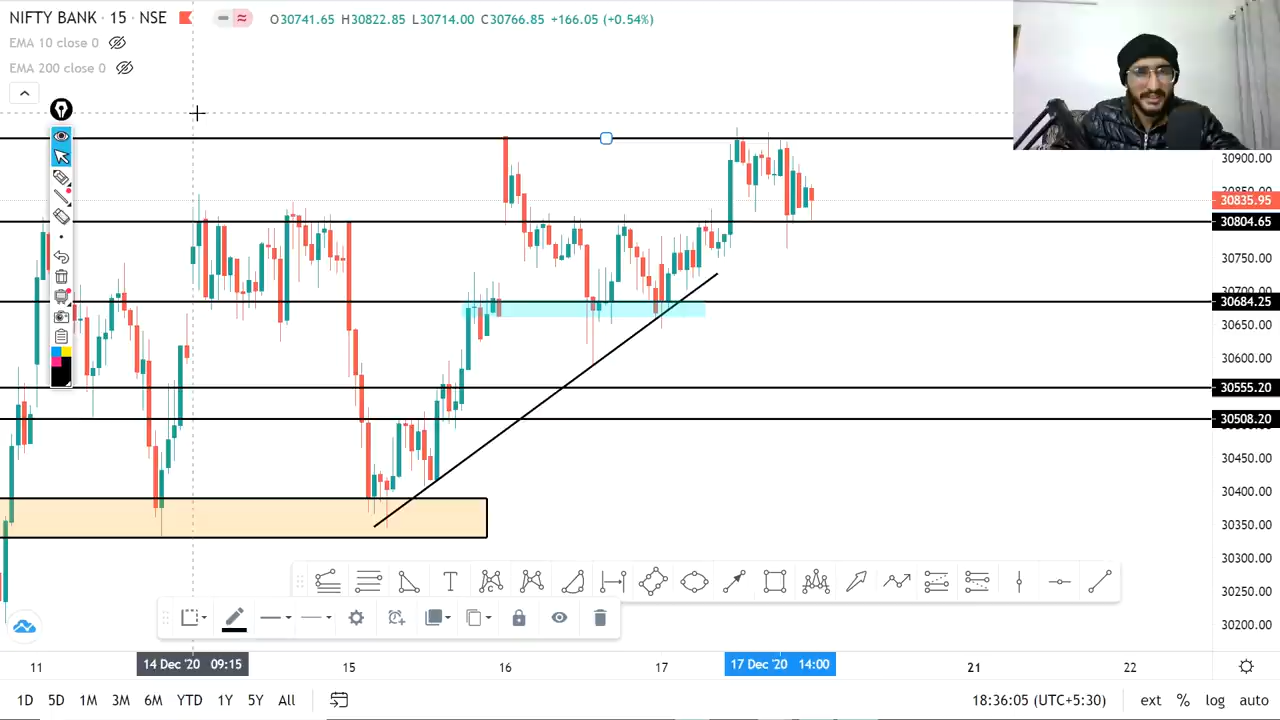 NIFTY BANK · 15 · NSE
O30741.65 H30822.85 L30714.00 C30766.85 +166.05 (+0.54%)
EMA 10 close 0
EMA 200 close 0
30900.00
30835.95
30804.65
30750.00
30684.25
30650.00
30600.00
30555.20
30508.20
30450.00
30400.00
30350.00
30300.00
30250.00
30200.00
T
11
14 Dec '20 09:15
15
16
17
17 Dec '20 14:00
21
22
1D 5D 1M 3M 6M YTD 1Y 5Y All
18:36:05 (UTC+5:30)
ext % log auto